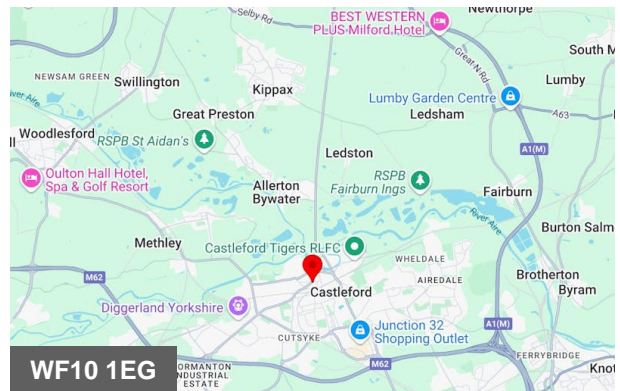 Newthorpe
Selby Rd
BEST WESTERN
PLUS Milford Hotel
Great N Rd
South M
NEWSAM GREEN
Swillington
Kippax
Lumby
Lumby Garden Centre
River Aire
Great Preston
Ledsham
A63
Woodlesford
RSPB St Aidan's
A1(M)
Ledston
Oulton Hall Hotel,
Spa & Golf Resort
RSPB
Fairburn Ings
Allerton
Bywater
Fairburn
River Aire
Burton Salm
Methley
Castleford Tigers RLFC
WHELDALE
M62
AIREDALE
Brotherton
Byram
Castleford
Diggerland Yorkshire
Junction 32
Shopping Outlet
A1(M)
CUTSYKE
FERRYBRIDGE
M62
WF10 1EG
ORMANTON
NDUSTRIAL
ESTATE
Knot